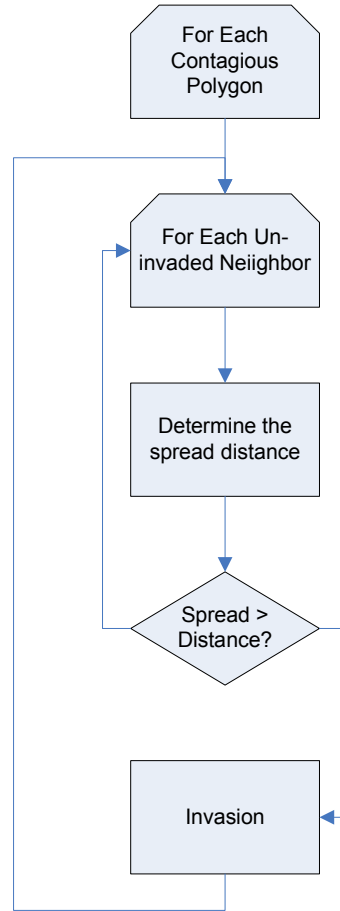 For Each
Contagious
Polygon
For Each Un-
invaded Neiighbor
Determine the
spread distance
Spread >
Distance?
Invasion